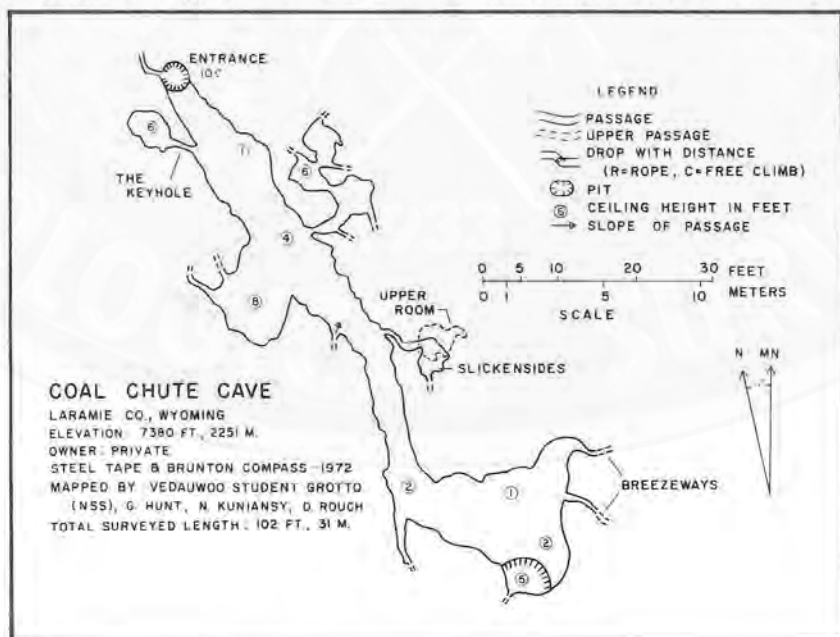 ENTRANCE
THE
KEYHOLE
6
6
4
8
UPPER
ROOM
SLICKENSIDES
BREEZEWAYS
2
1
2
5
LEGEND
PASSAGE
UPPER PASSAGE
DROP WITH DISTANCE
(R=ROPE, C=FREE CLIMB)
PIT
6 CEILING HEIGHT IN FEET
SLOPE OF PASSAGE
0 5 10 20 30 FEET
0 1 5 10 METERS
SCALE
N MN
COAL CHUTE CAVE
LARAMIE CO., WYOMING
ELEVATION: 7380 FT., 2251 M.
OWNER: PRIVATE
STEEL TAPE & BRUNTON COMPASS-1972
MAPPED BY: VEDAUWOO STUDENT GROTTO
(NSS), G. HUNT, N. KUNIANSY, D. ROUCH
TOTAL SURVEYED LENGTH: 102 FT., 31 M.